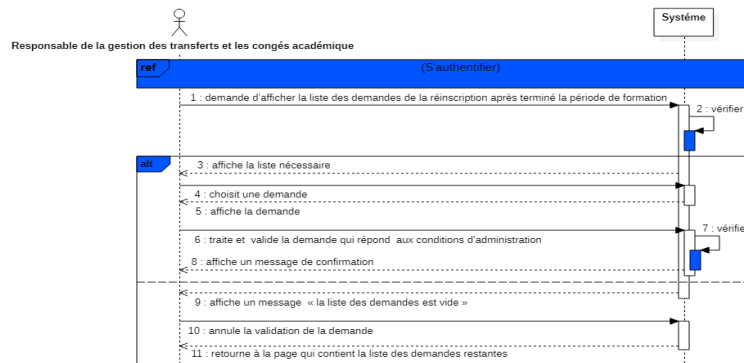 Systéme
Responsable de la gestion des transferts et les congés académique
ref
(S'authentifier)
1 : demande d'afficher la liste des demandes de la réinscription après terminé la période de formation
2 : vérifier
alt
3 : affiche la liste nécessaire
4 : choisit une demande
5 : affiche la demande
7 : vérifie
6 : traite et valide la demande qui répond aux conditions d'administration
8 : affiche un message de confirmation
9 : affiche un message « la liste des demandes est vide »
10 : annule la validation de la demande
11 : retourne à la page qui contient la liste des demandes restantes